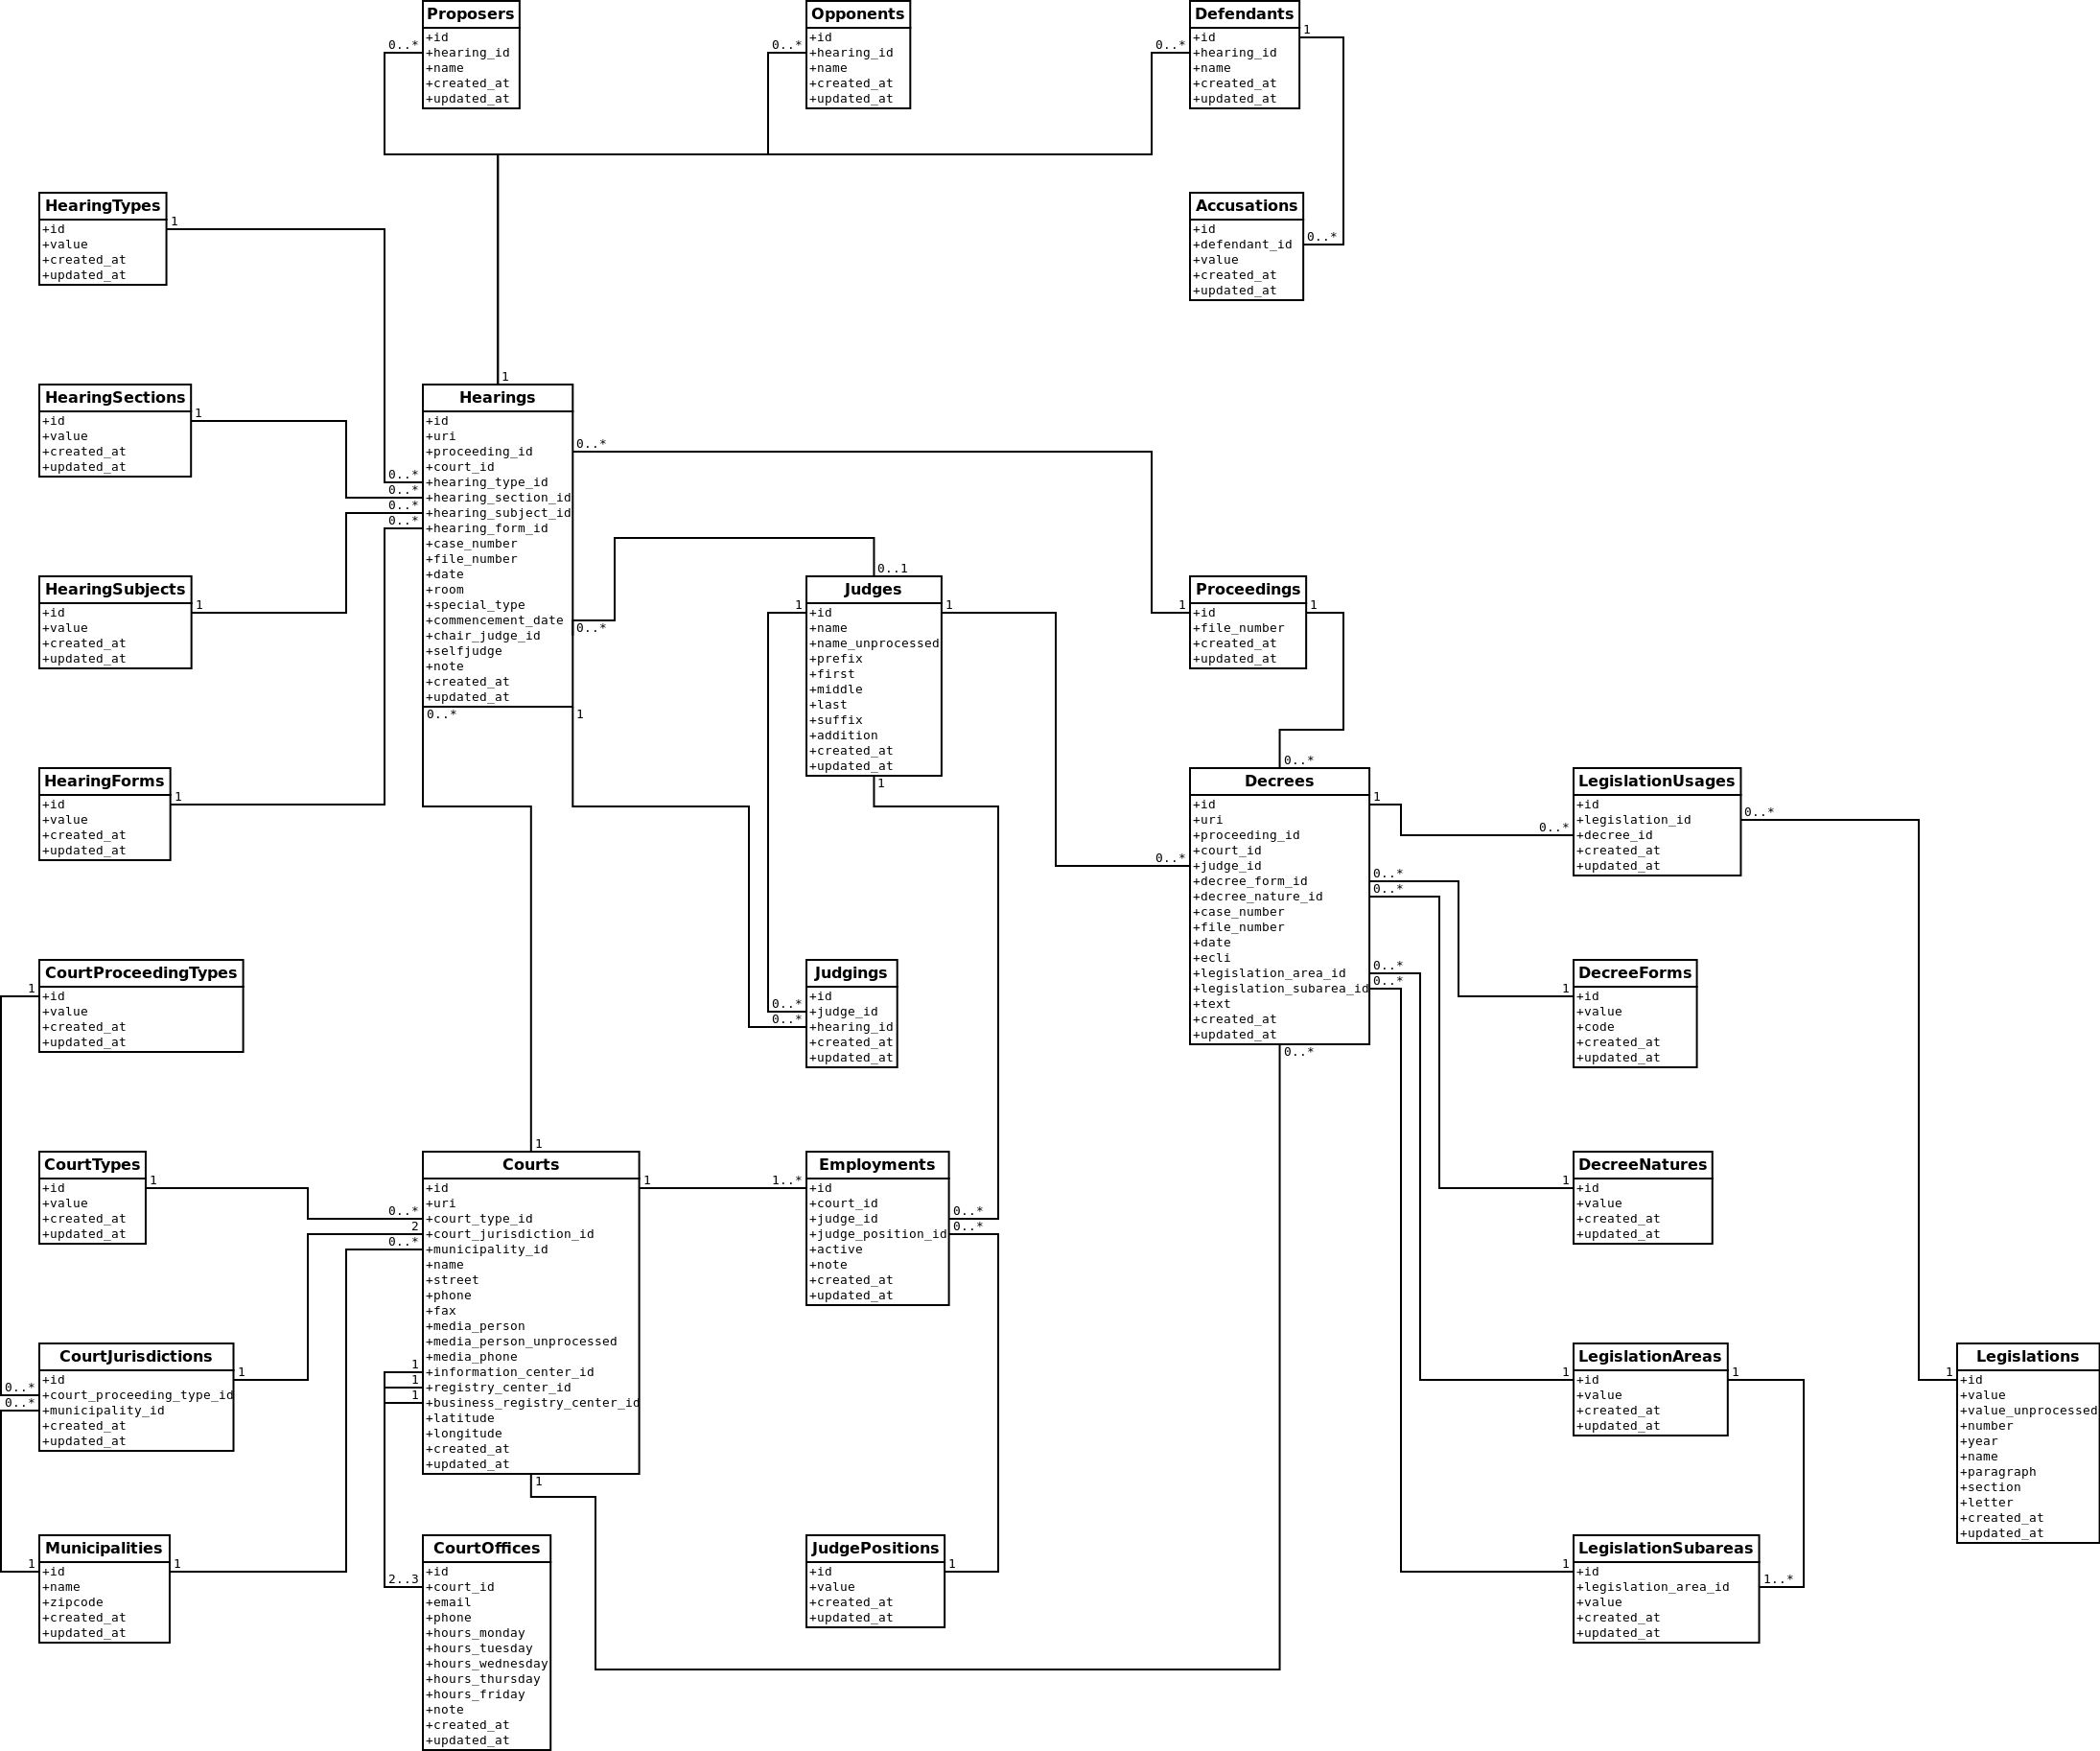 Proposers
+id
+hearing_id
+name
+created_at
+updated_at
0..*
Opponents
+id
+hearing_id
+name
+created_at
+updated_at
0..*
Defendants
+id
+hearing_id
+name
+created_at
+updated_at
0..*
1
HearingTypes
+id
+value
+created_at
+updated_at
1
Accusations
+id
+defendant_id
+value
+created_at
+updated_at
0..*
HearingSections
+id
+value
+created_at
+updated_at
1
1
Hearings
+id
+uri
+proceeding_id
+court_id
+hearing_type_id
+hearing_section_id
+hearing_subject_id
+hearing_form_id
+case_number
+file_number
+date
+room
+special_type
+commencement_date
+chair_judge_id
+selfjudge
+note
+created_at
+updated_at
0..*
0..*
0..*
0..*
0..*
0..*
0..*
1
HearingSubjects
+id
+value
+created_at
+updated_at
1
0..1
Judges
+id
+name
+name_unprocessed
+prefix
+first
+middle
+last
+suffix
+addition
+created_at
+updated_at
1
1
1
Proceedings
+id
+file_number
+created_at
+updated_at
1
1
HearingForms
+id
+value
+created_at
+updated_at
1
0..*
Decrees
+id
+uri
+proceeding_id
+court_id
+judge_id
+decree_form_id
+decree_nature_id
+case_number
+file_number
+date
+ecli
+legislation_area_id
+legislation_subarea_id
+text
+created_at
+updated_at
1
0..*
0..*
0..*
0..*
0..*
0..*
LegislationUsages
+id
+legislation_id
+decree_id
+created_at
+updated_at
0..*
0..*
CourtProceedingTypes
+id
+value
+created_at
+updated_at
1
Judgings
+id
+judge_id
+hearing_id
+created_at
+updated_at
0..*
0..*
DecreeForms
+id
+value
+code
+created_at
+updated_at
1
CourtTypes
+id
+value
+created_at
+updated_at
1
1
Courts
+id
+uri
+court_type_id
+court_jurisdiction_id
+municipality_id
+name
+street
+phone
+fax
+media_person
+media_person_unprocessed
+media_phone
+information_center_id
+registry_center_id
+business_registry_center_id
+latitude
+longitude
+created_at
+updated_at
1
0..*
2
0..*
1
1
1
1
Employments
+id
+court_id
+judge_id
+judge_position_id
+active
+note
+created_at
+updated_at
1..*
0..*
0..*
DecreeNatures
+id
+value
+created_at
+updated_at
1
CourtJurisdictions
+id
+court_proceeding_type_id
+municipality_id
+created_at
+updated_at
1
0..*
0..*
LegislationAreas
+id
+value
+created_at
+updated_at
1
1
Legislations
+id
+value
+value_unprocessed
+number
+year
+name
+paragraph
+section
+letter
+created_at
+updated_at
1
Municipalities
+id
+name
+zipcode
+created_at
+updated_at
1
1
CourtOffices
+id
+court_id
+email
+phone
+hours_monday
+hours_tuesday
+hours_wednesday
+hours_thursday
+hours_friday
+note
+created_at
+updated_at
2..3
JudgePositions
+id
+value
+created_at
+updated_at
1
LegislationSubareas
+id
+legislation_area_id
+value
+created_at
+updated_at
1
1..*